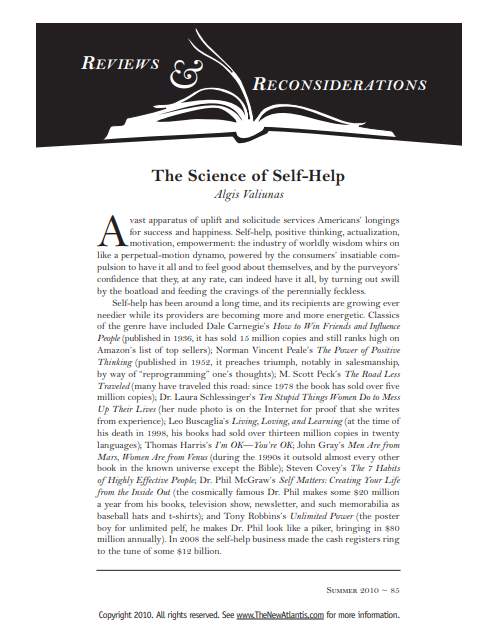 REVIEWS
&
RECONSIDERATIONS
The Science of Self-Help
Algis Valiunas
A vast apparatus of uplift and solicitude services Americans' longings
for success and happiness. Self-help, positive thinking, actualization,
motivation, empowerment: the industry of worldly wisdom whirs on
like a perpetual-motion dynamo, powered by the consumers' insatiable com-
pulsion to have it all and to feel good about themselves, and by the purveyors'
confidence that they, at any rate, can indeed have it all, by turning out swill
by the boatload and feeding the cravings of the perennially feckless.
Self-help has been around a long time, and its recipients are growing ever
needier while its providers are becoming more and more energetic. Classics
of the genre have included Dale Carnegie's How to Win Friends and Influence
People (published in 1936, it has sold 15 million copies and still ranks high on
Amazon's list of top sellers); Norman Vincent Peale's The Power of Positive
Thinking (published in 1952, it preaches triumph, notably in salesmanship,
by way of "reprogramming" one's thoughts); M. Scott Peck's The Road Less
Traveled (many have traveled this road: since 1978 the book has sold over five
million copies); Dr. Laura Schlessinger's Ten Stupid Things Women Do to Mess
Up Their Lives (her nude photo is on the Internet for proof that she writes
from experience); Leo Buscaglia's Living, Loving, and Learning (at the time of
his death in 1998, his books had sold over thirteen million copies in twenty
languages); Thomas Harris's I'm OK—You're OK; John Gray's Men Are from
Mars, Women Are from Venus (during the 1990s it outsold almost every other
book in the known universe except the Bible); Steven Covey's The 7 Habits
of Highly Effective People; Dr. Phil McGraw's Self Matters: Creating Your Life
from the Inside Out (the cosmically famous Dr. Phil makes some $20 million
a year from his books, television show, newsletter, and such memorabilia as
baseball hats and t-shirts); and Tony Robbins's Unlimited Power (the poster
boy for unlimited pelf, he makes Dr. Phil look like a piker, bringing in $80
million annually). In 2008 the self-help business made the cash registers ring
to the tune of some $12 billion.
SUMMER 2010 ~ 85
Copyright 2010. All rights reserved. See www.TheNewAtlantis.com for more information.